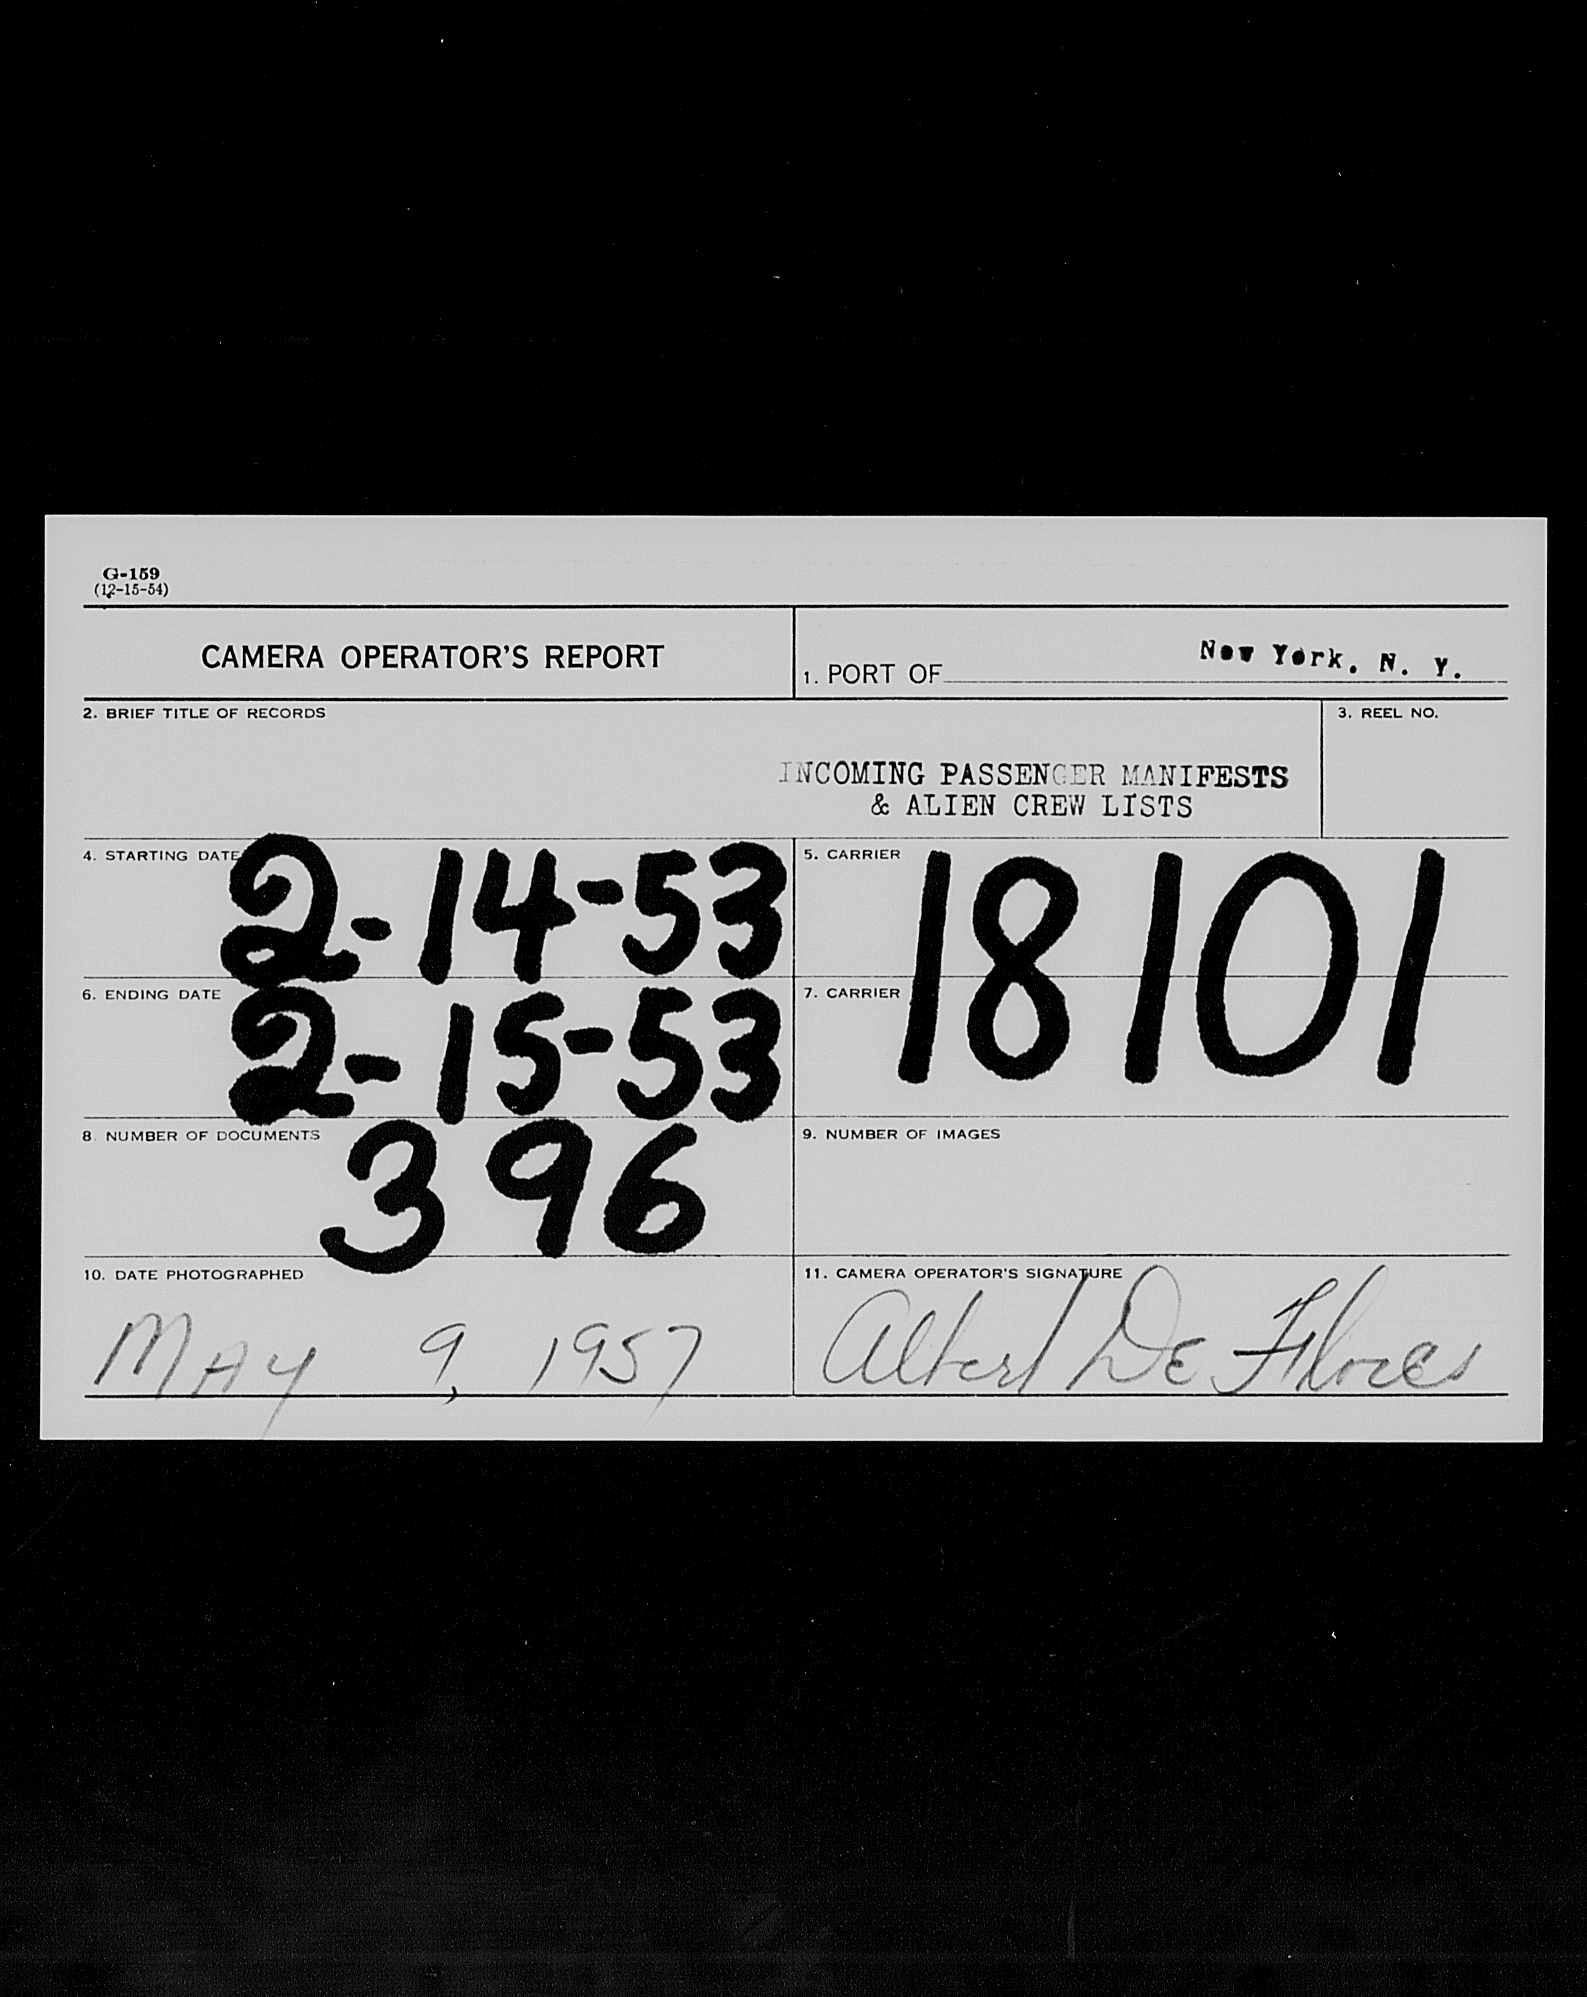 G-159
(12-15-54)
CAMERA OPERATOR'S REPORT
1. PORT OF New York, N. Y.
2. BRIEF TITLE OF RECORDS
INCOMING PASSENGER MANIFESTS
& ALIEN CREW LISTS
3. REEL NO.
4. STARTING DATE 2-14-53
5. CARRIER
18101
6. ENDING DATE 2-15-53
7. CARRIER
8. NUMBER OF DOCUMENTS 396
9. NUMBER OF IMAGES
10. DATE PHOTOGRAPHED
MAY 9, 1957
11. CAMERA OPERATOR'S SIGNATURE
Albert De Flores